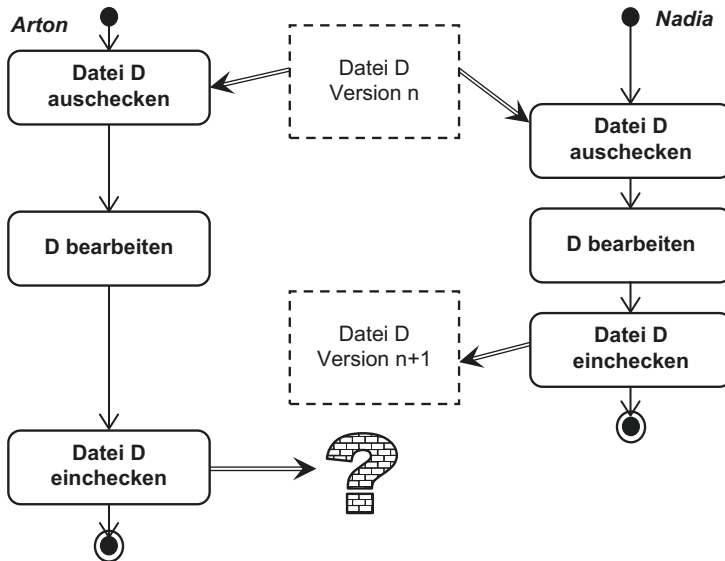 Arton
Nadia
Datei D
auschecken
Datei D
Version n
Datei D
auschecken
D bearbeiten
D bearbeiten
Datei D
Version n+1
Datei D
einchecken
Datei D
einchecken
?